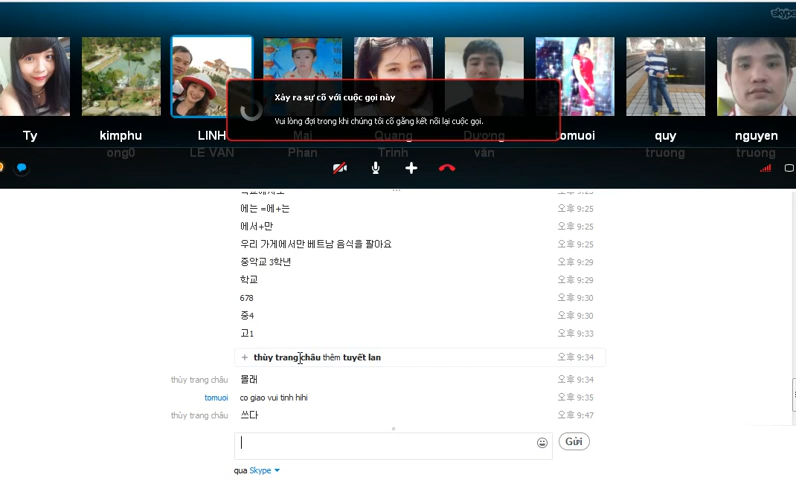 skype
Xảy ra sự cố với cuộc gọi này
Vui lòng đợi trong khi chúng tôi cố gắng kết nối lại cuộc gọi.
Ty kimphu LINH Mai Quang Dương tomuoi quy nguyen
ong0 LE VAN Phan Trinh văn truong truong
오후 9:25
에는 =에+는 오후 9:25
에서+만 오후 9:25
우리 가게에서만 베트남 음식을 팔아요 오후 9:25
중악교 3학년 오후 9:29
학교 오후 9:29
678 오후 9:30
중4 오후 9:30
고1 오후 9:33
thùy trang châu thêm tuyết lan 오후 9:34
thùy trang châu 몰래 오후 9:34
tomuoi co giao vui tinh hihi 오후 9:35
thùy trang châu 쓰다 오후 9:47
Gửi
qua Skype